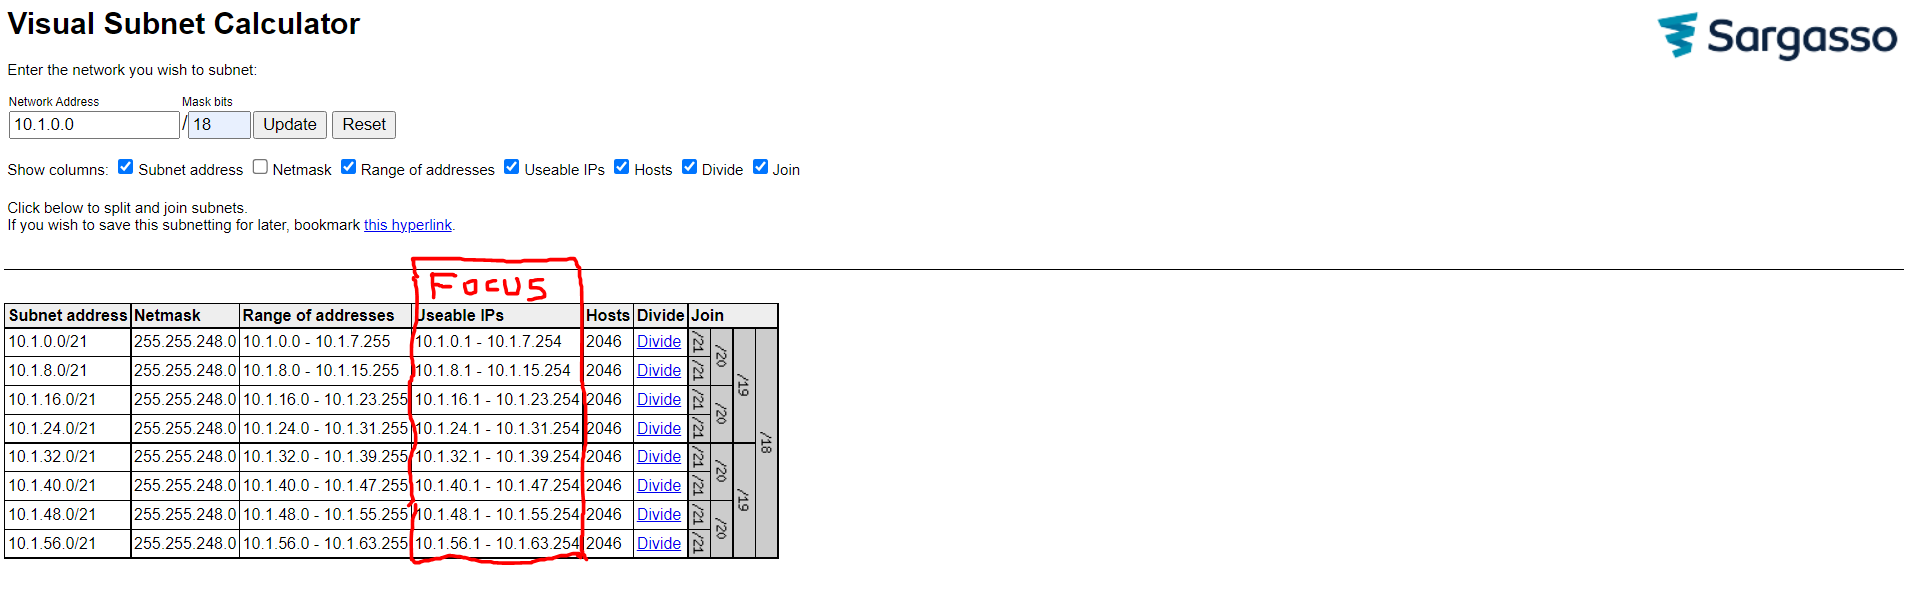 Visual Subnet Calculator
Sargasso
Enter the network you wish to subnet:
Network Address Mask bits
10.1.0.0 / 18 Update Reset
Show columns: Subnet address Netmask Range of addresses Useable IPs Hosts Divide Join
Click below to split and join subnets.
If you wish to save this subnetting for later, bookmark this hyperlink.
Focus
Subnet address Netmask Range of addresses Useable IPs Hosts Divide Join
10.1.0.0/21 255.255.248.0 10.1.0.0 - 10.1.7.255 10.1.0.1 - 10.1.7.254 2046 Divide /21 /20 /19 /18
10.1.8.0/21 255.255.248.0 10.1.8.0 - 10.1.15.255 10.1.8.1 - 10.1.15.254 2046 Divide /21
10.1.16.0/21 255.255.248.0 10.1.16.0 - 10.1.23.255 10.1.16.1 - 10.1.23.254 2046 Divide /21 /20
10.1.24.0/21 255.255.248.0 10.1.24.0 - 10.1.31.255 10.1.24.1 - 10.1.31.254 2046 Divide /21
10.1.32.0/21 255.255.248.0 10.1.32.0 - 10.1.39.255 10.1.32.1 - 10.1.39.254 2046 Divide /21 /20 /19
10.1.40.0/21 255.255.248.0 10.1.40.0 - 10.1.47.255 10.1.40.1 - 10.1.47.254 2046 Divide /21
10.1.48.0/21 255.255.248.0 10.1.48.0 - 10.1.55.255 10.1.48.1 - 10.1.55.254 2046 Divide /21 /20
10.1.56.0/21 255.255.248.0 10.1.56.0 - 10.1.63.255 10.1.56.1 - 10.1.63.254 2046 Divide /21